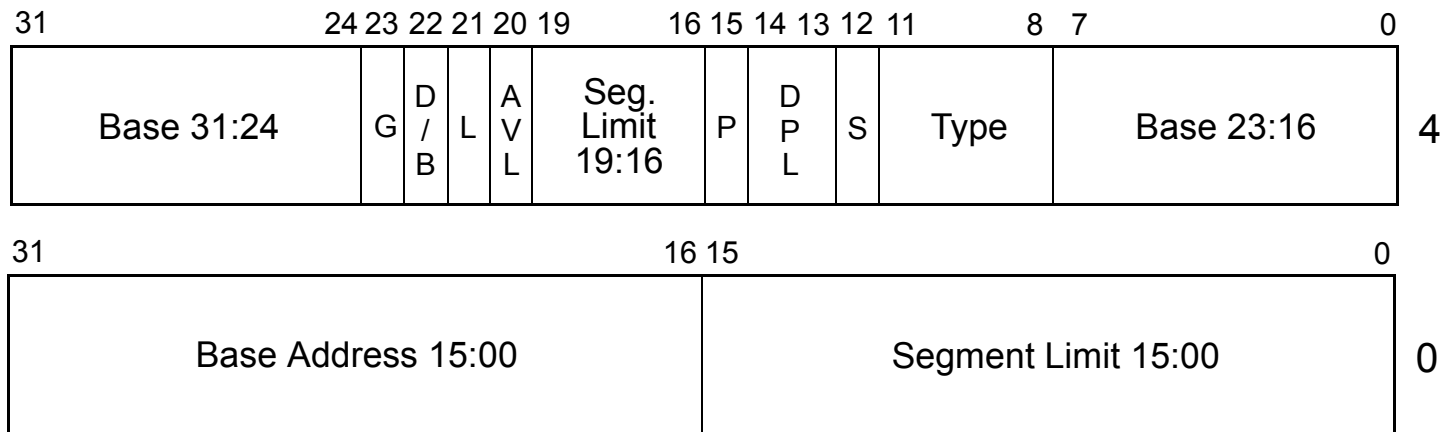 31 24 23 22 21 20 19 16 15 14 13 12 11 8 7 0
Base 31:24 G D/B L AVL Seg. Limit 19:16 P DPL S Type Base 23:16 4
31 16 15 0
Base Address 15:00 Segment Limit 15:00 0